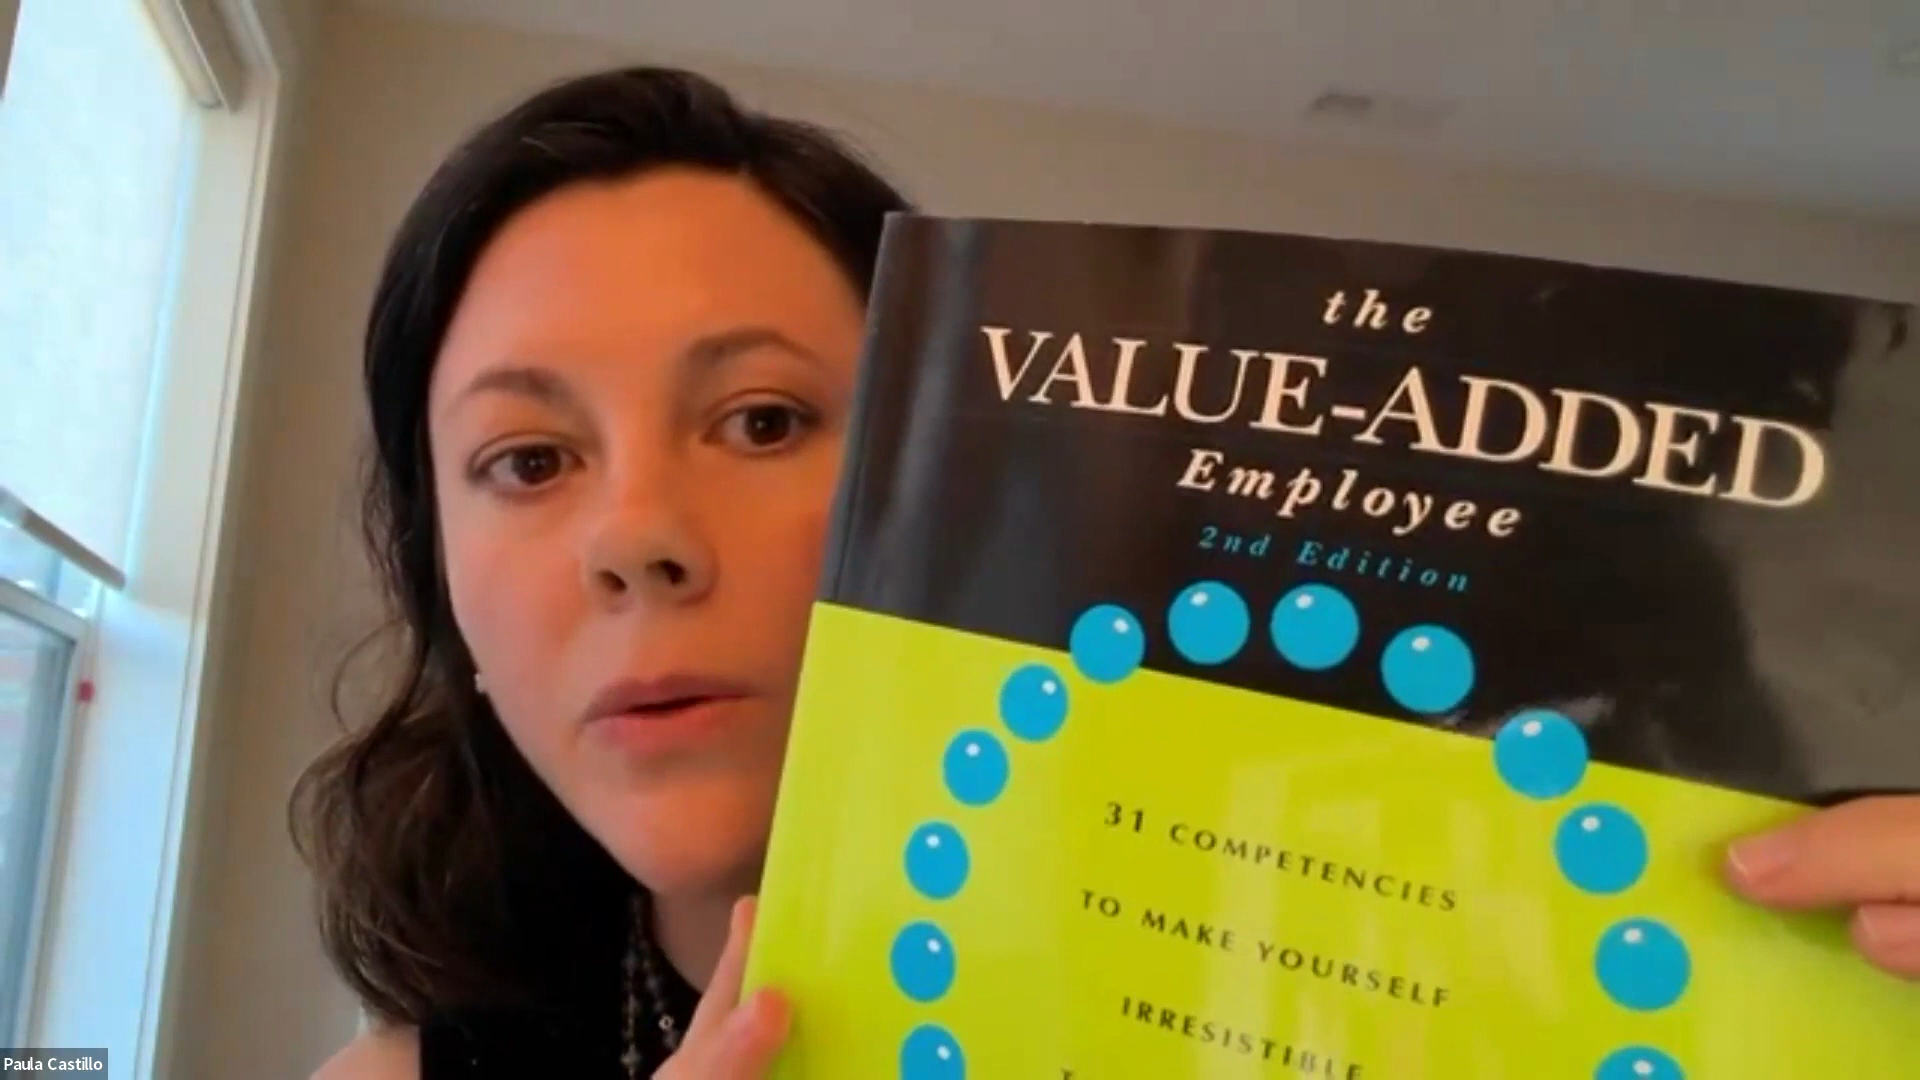 the
VALUE-ADDED
Employee
2nd Edition
31 COMPETENCIES
TO MAKE YOURSELF
IRRESISTIBLE
T
Paula Castillo